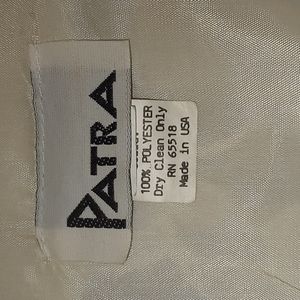 PATRA
100% POLYESTER
Dry Clean Only
RN 65518
Made in USA